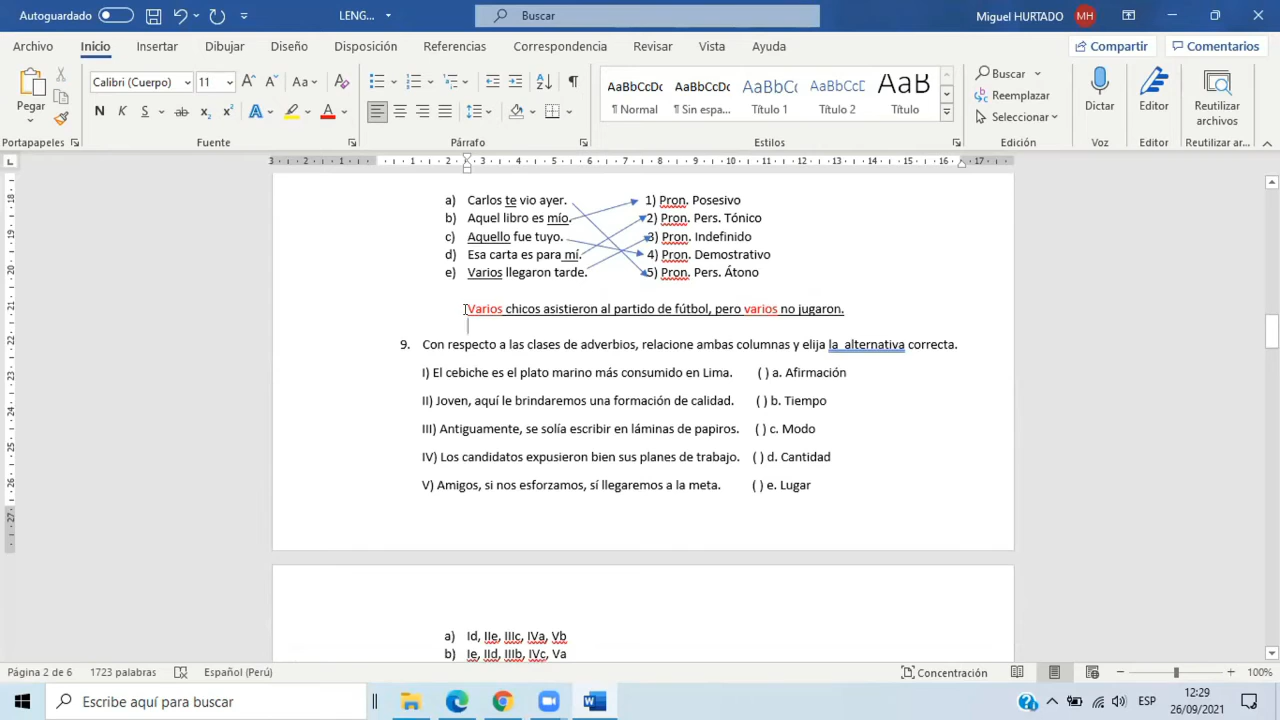 Autoguardado
LENG...
Buscar
Miguel HURTADO
MH
Archivo Inicio Insertar Dibujar Diseño Disposición Referencias Correspondencia Revisar Vista Ayuda
Compartir
Comentarios
Pegar
Calibri (Cuerpo)
11
AaBbCcDc AaBbCcDc AaBbCc AaBbCcD AaB
¶ Normal
¶ Sin espa...
Título 1
Título 2
Título
Buscar
Reemplazar
Seleccionar
Dictar
Editor
Reutilizar
archivos
Portapapeles
Fuente
Párrafo
Estilos
Edición
Voz
Editor
Reutilizar ar...
a) Carlos te vio ayer. 1) Pron. Posesivo
b) Aquel libro es mío. 2) Pron. Pers. Tónico
c) Aquello fue tuyo. 3) Pron. Indefinido
d) Esa carta es para mí. 4) Pron. Demostrativo
e) Varios llegaron tarde. 5) Pron. Pers. Átono
Varios chicos asistieron al partido de fútbol, pero varios no jugaron.
9. Con respecto a las clases de adverbios, relacione ambas columnas y elija la alternativa correcta.
I) El cebiche es el plato marino más consumido en Lima. ( ) a. Afirmación
II) Joven, aquí le brindaremos una formación de calidad. ( ) b. Tiempo
III) Antiguamente, se solía escribir en láminas de papiros. ( ) c. Modo
IV) Los candidatos expusieron bien sus planes de trabajo. ( ) d. Cantidad
V) Amigos, si nos esforzamos, sí llegaremos a la meta. ( ) e. Lugar
a) Id, IIe, IIIc, IVa, Vb
b) Ie, IId, IIIb, IVc, Va
Página 2 de 6
1723 palabras
Español (Perú)
Concentración
100%
Escribe aquí para buscar
ESP
12:29
26/09/2021